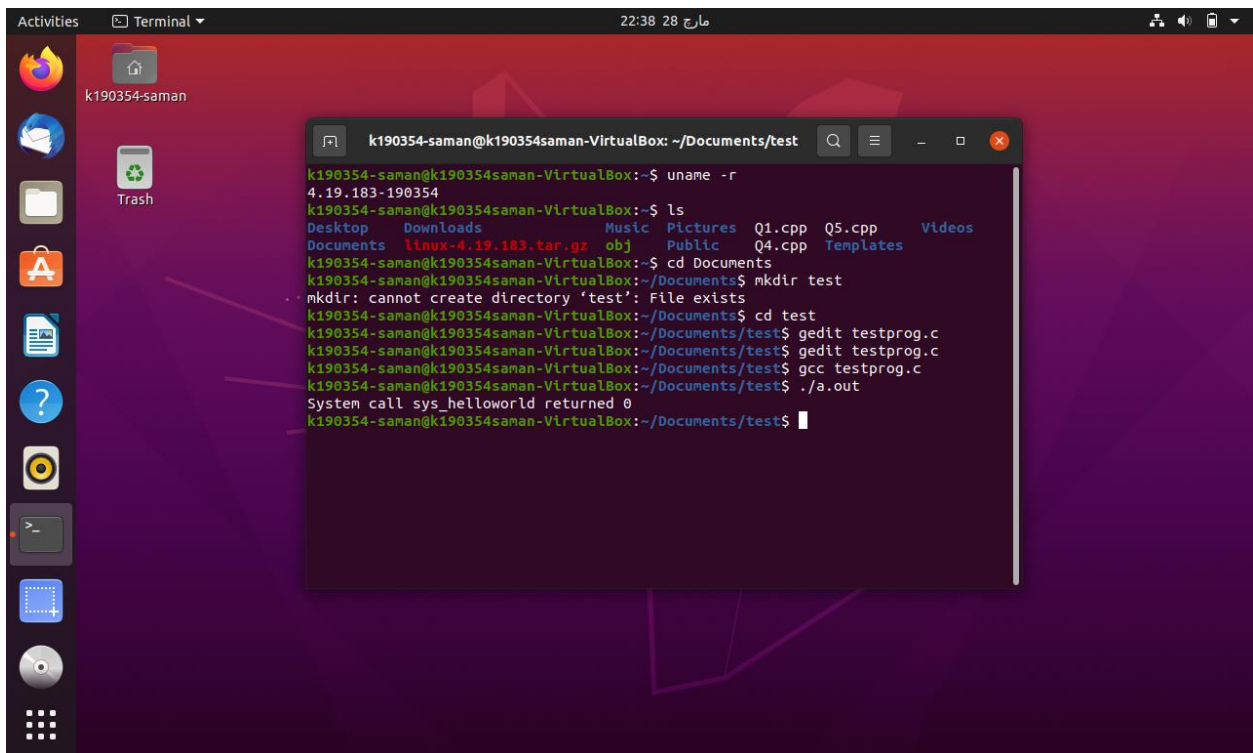 Activities Terminal
22:38 28 مارچ
k190354-saman
Trash
k190354-saman@k190354saman-VirtualBox: ~/Documents/test
k190354-saman@k190354saman-VirtualBox:~$ uname -r
4.19.183-190354
k190354-saman@k190354saman-VirtualBox:~$ ls
Desktop Downloads Music Pictures Q1.cpp Q5.cpp Videos
Documents linux-4.19.183.tar.gz obj Public Q4.cpp Templates
k190354-saman@k190354saman-VirtualBox:~$ cd Documents
k190354-saman@k190354saman-VirtualBox:~/Documents$ mkdir test
mkdir: cannot create directory ‘test’: File exists
k190354-saman@k190354saman-VirtualBox:~/Documents$ cd test
k190354-saman@k190354saman-VirtualBox:~/Documents/test$ gedit testprog.c
k190354-saman@k190354saman-VirtualBox:~/Documents/test$ gedit testprog.c
k190354-saman@k190354saman-VirtualBox:~/Documents/test$ gcc testprog.c
k190354-saman@k190354saman-VirtualBox:~/Documents/test$ ./a.out
System call sys_helloworld returned 0
k190354-saman@k190354saman-VirtualBox:~/Documents/test$